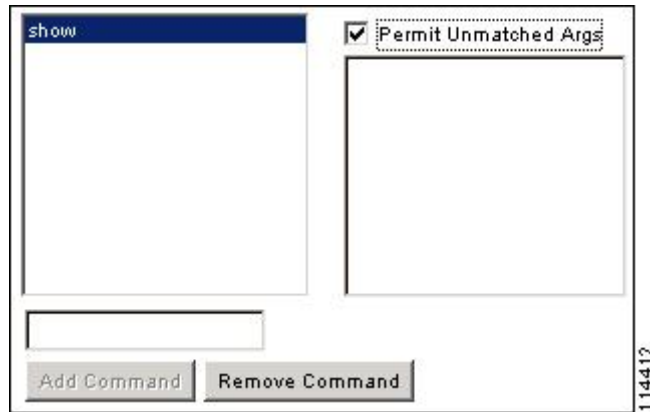 show
Permit Unmatched Args
Add Command
Remove Command
114412